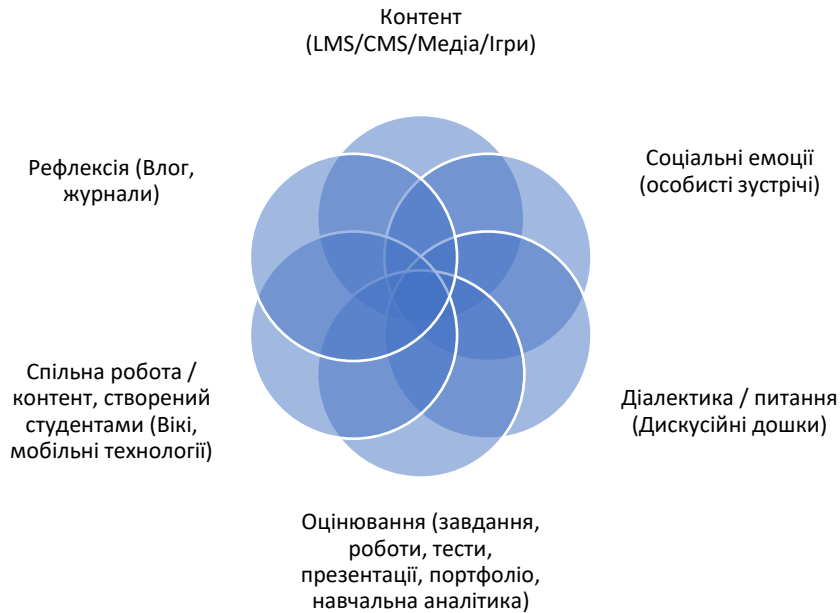 Контент
(LMS/CMS/Медіа/Ігри)
Рефлексія (Влог,
журнали)
Соціальні емоції
(особисті зустрічі)
Спільна робота /
контент, створений
студентами (Вікі,
мобільні технології)
Діалектика / питання
(Дискусійні дошки)
Оцінювання (завдання,
роботи, тести,
презентації, портфоліо,
навчальна аналітика)